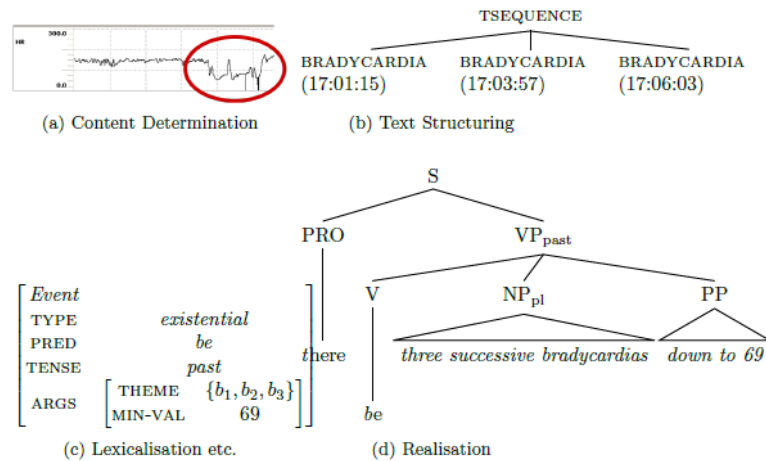 HR
300.0
0.0
(a) Content Determination
TSEQUENCE
BRADYCARDIA BRADYCARDIA BRADYCARDIA
(17:01:15) (17:03:57) (17:06:03)
(b) Text Structuring
Event
TYPE existential
PRED be
TENSE past
ARGS THEME {b₁, b₂, b₃}
MIN-VAL 69
(c) Lexicalisation etc.
S
PRO VPpast
V NPpl PP
there three successive bradycardias down to 69
be
(d) Realisation